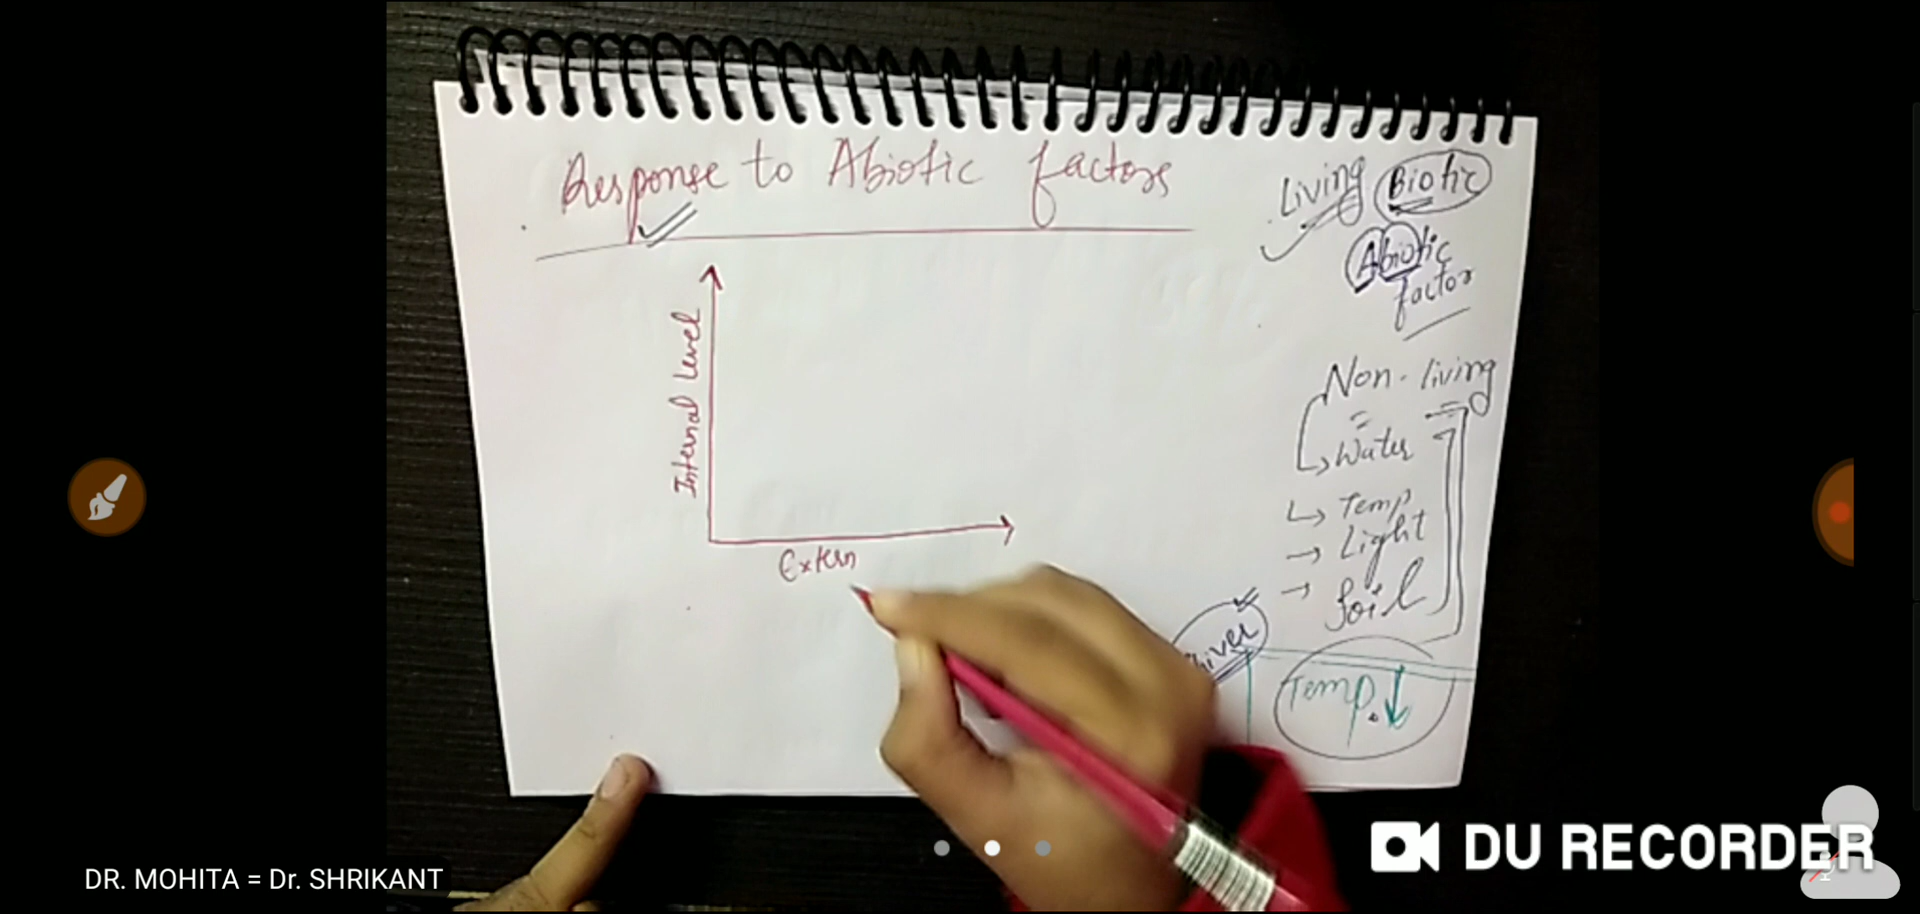 Response to Abiotic factors
Living Biotic
Abiotic
factor
Non-living
Water
Temp
Light
Soil
Temp. ↓
Internal Level
Extern
DR. MOHITA = Dr. SHRIKANT
DU RECORDER